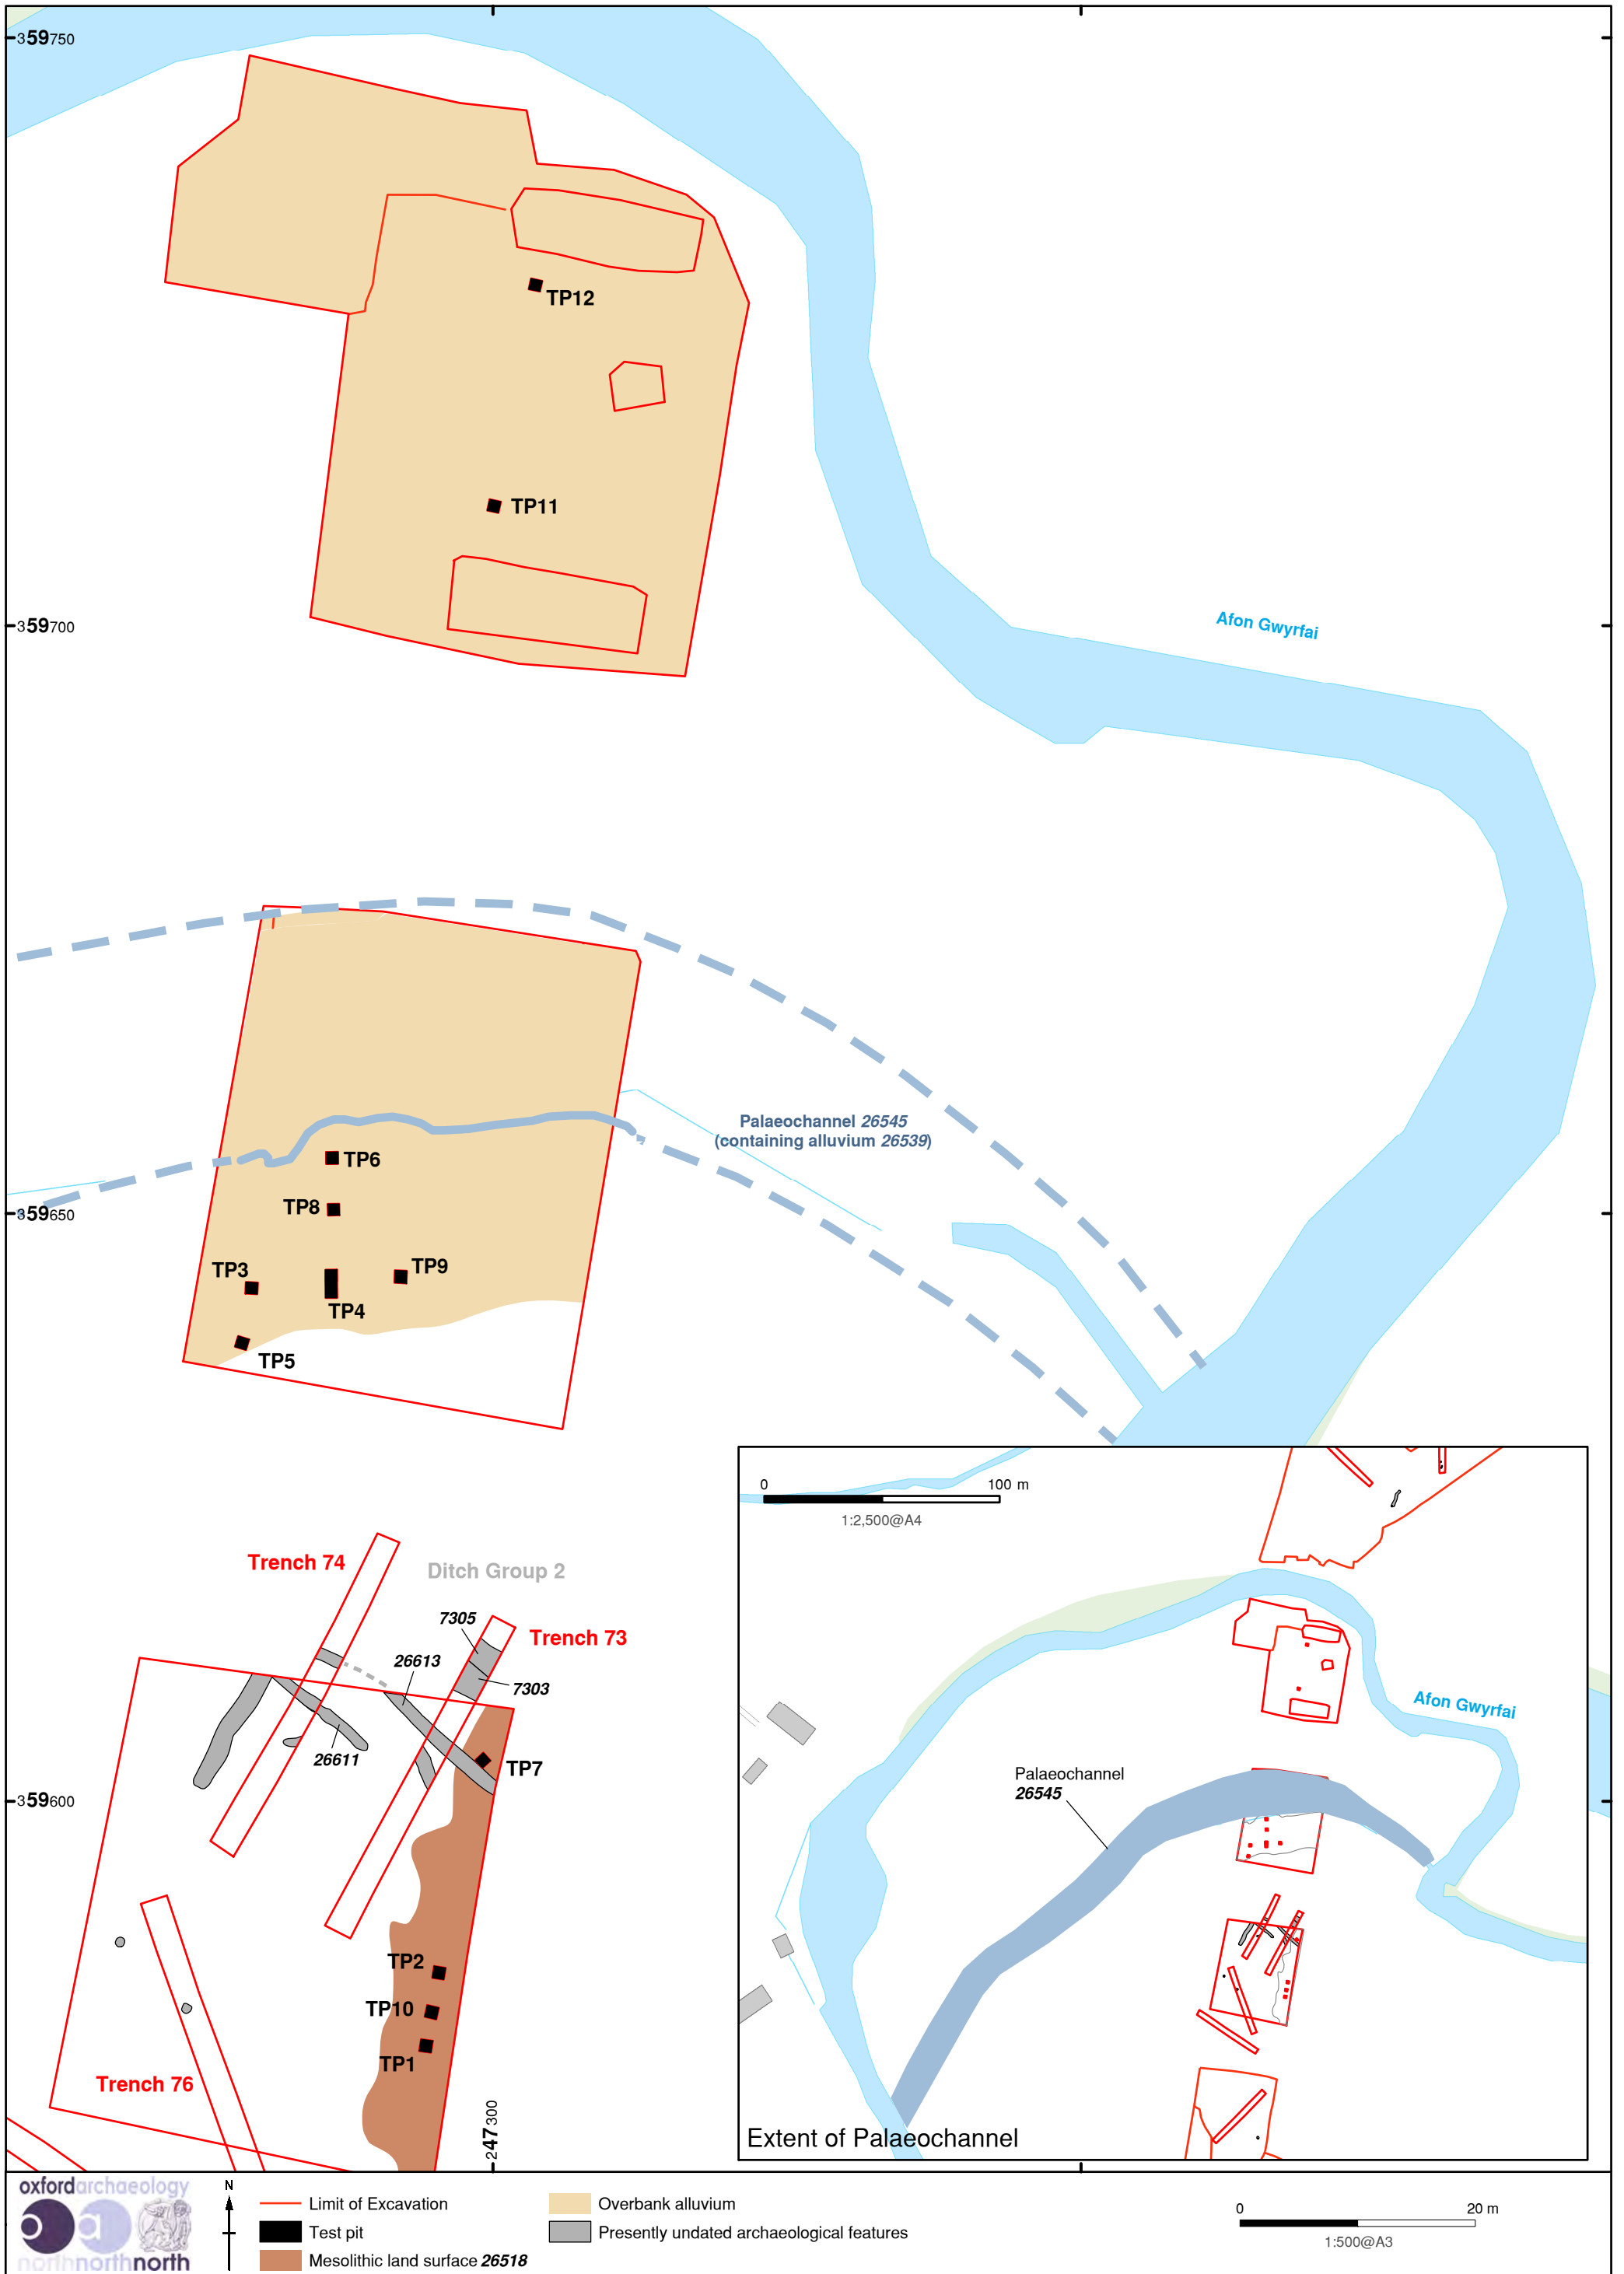 359750
TP12
TP11
359700
Afon Gwyrfai
Palaeochannel 26545
(containing alluvium 26539)
TP6
TP8
359650
TP3
TP9
TP4
TP5
0 100 m
1:2,500@A4
Trench 74
Ditch Group 2
7305
Trench 73
26613
7303
26611
TP7
Afon Gwyrfai
Palaeochannel
26545
359600
TP2
TP10
TP1
Trench 76
247300
Extent of Palaeochannel
oxfordarchaeology
northnorthnorth
N
Limit of Excavation
Test pit
Mesolithic land surface 26518
Overbank alluvium
Presently undated archaeological features
0 20 m
1:500@A3